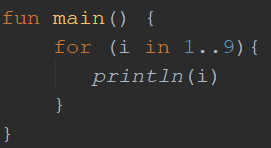 fun main() {
    for (i in 1..9){
        println(i)
    }
}